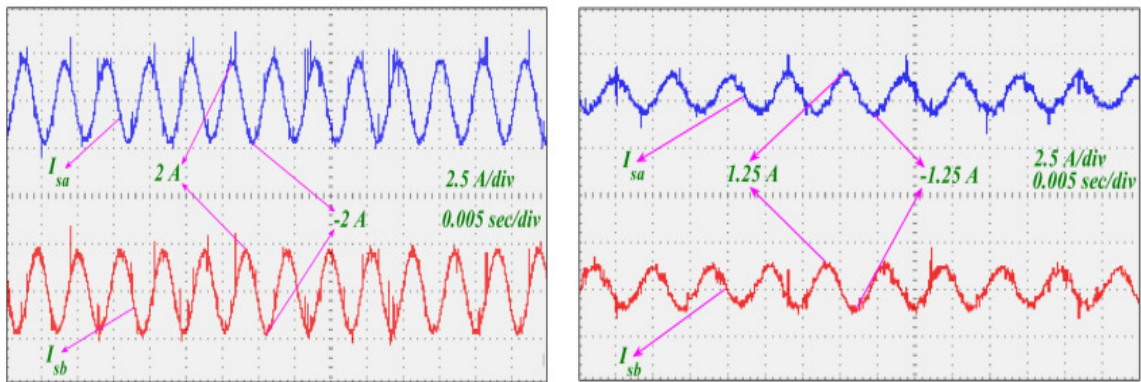 I_sa
2 A
2.5 A/div
-2 A
0.005 sec/div
I_sb
I_sa
1.25 A
-1.25 A
2.5 A/div
0.005 sec/div
I_sb